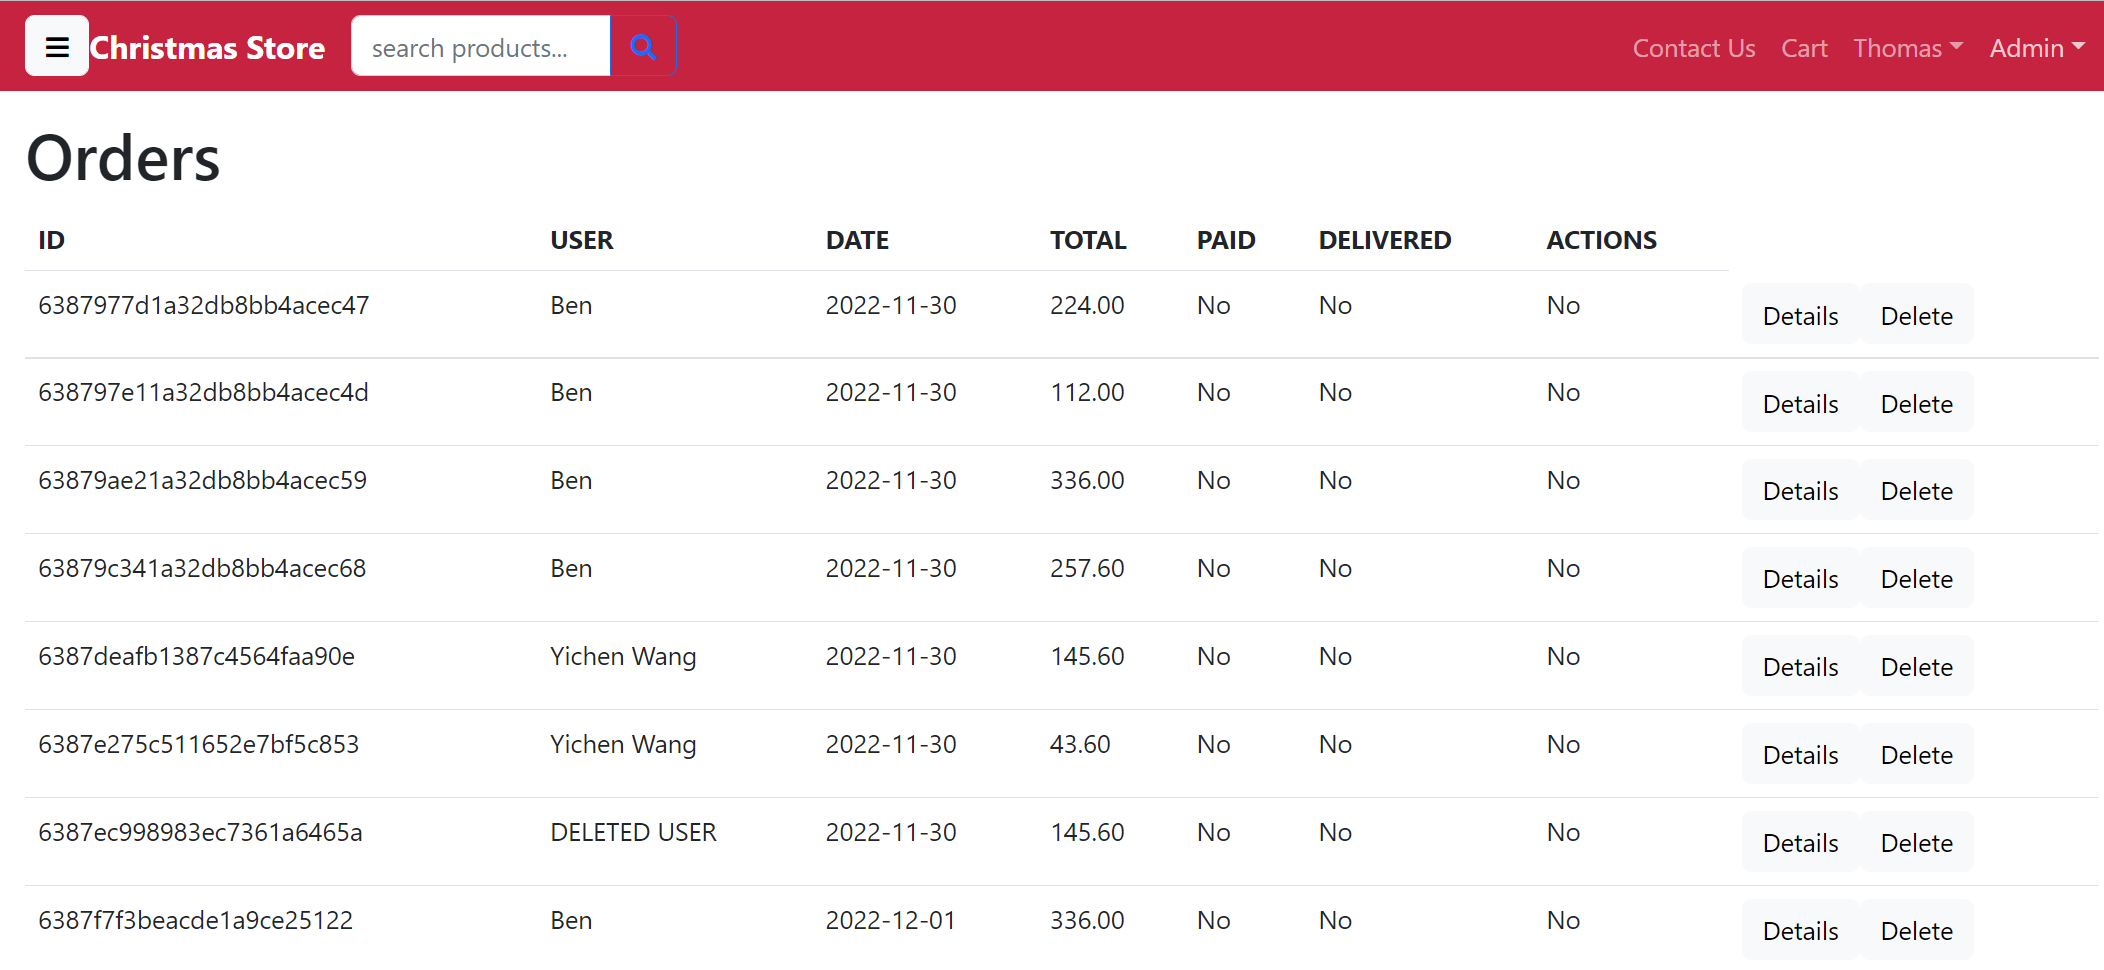 Christmas Store search products... Contact Us Cart Thomas Admin
Orders
ID USER DATE TOTAL PAID DELIVERED ACTIONS
6387977d1a32db8bb4acec47 Ben 2022-11-30 224.00 No No No Details Delete
638797e11a32db8bb4acec4d Ben 2022-11-30 112.00 No No No Details Delete
63879ae21a32db8bb4acec59 Ben 2022-11-30 336.00 No No No Details Delete
63879c341a32db8bb4acec68 Ben 2022-11-30 257.60 No No No Details Delete
6387deafb1387c4564faa90e Yichen Wang 2022-11-30 145.60 No No No Details Delete
6387e275c511652e7bf5c853 Yichen Wang 2022-11-30 43.60 No No No Details Delete
6387ec998983ec7361a6465a DELETED USER 2022-11-30 145.60 No No No Details Delete
6387f7f3beacde1a9ce25122 Ben 2022-12-01 336.00 No No No Details Delete